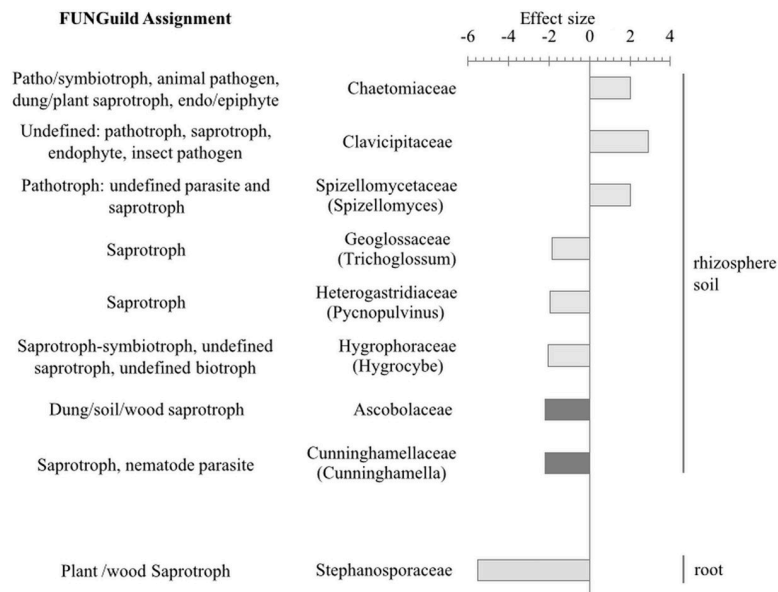 FUNGuild Assignment
Effect size
-6 -4 -2 0 2 4
Patho/symbiotroph, animal pathogen,
dung/plant saprotroph, endo/epiphyte
Chaetomiaceae
Undefined: pathotroph, saprotroph,
endophyte, insect pathogen
Clavicipitaceae
Pathotroph: undefined parasite and
saprotroph
Spizellomycetaceae
(Spizellomyces)
Saprotroph
Geoglossaceae
(Trichoglossum)
Saprotroph
Heterogastridiaceae
(Pycnopulvinus)
Saprotroph-symbiotroph, undefined
saprotroph, undefined biotroph
Hygrophoraceae
(Hygrocybe)
Dung/soil/wood saprotroph
Ascobolaceae
Saprotroph, nematode parasite
Cunninghamellaceae
(Cunninghamella)
rhizosphere
soil
Plant /wood Saprotroph
Stephanosporaceae
root